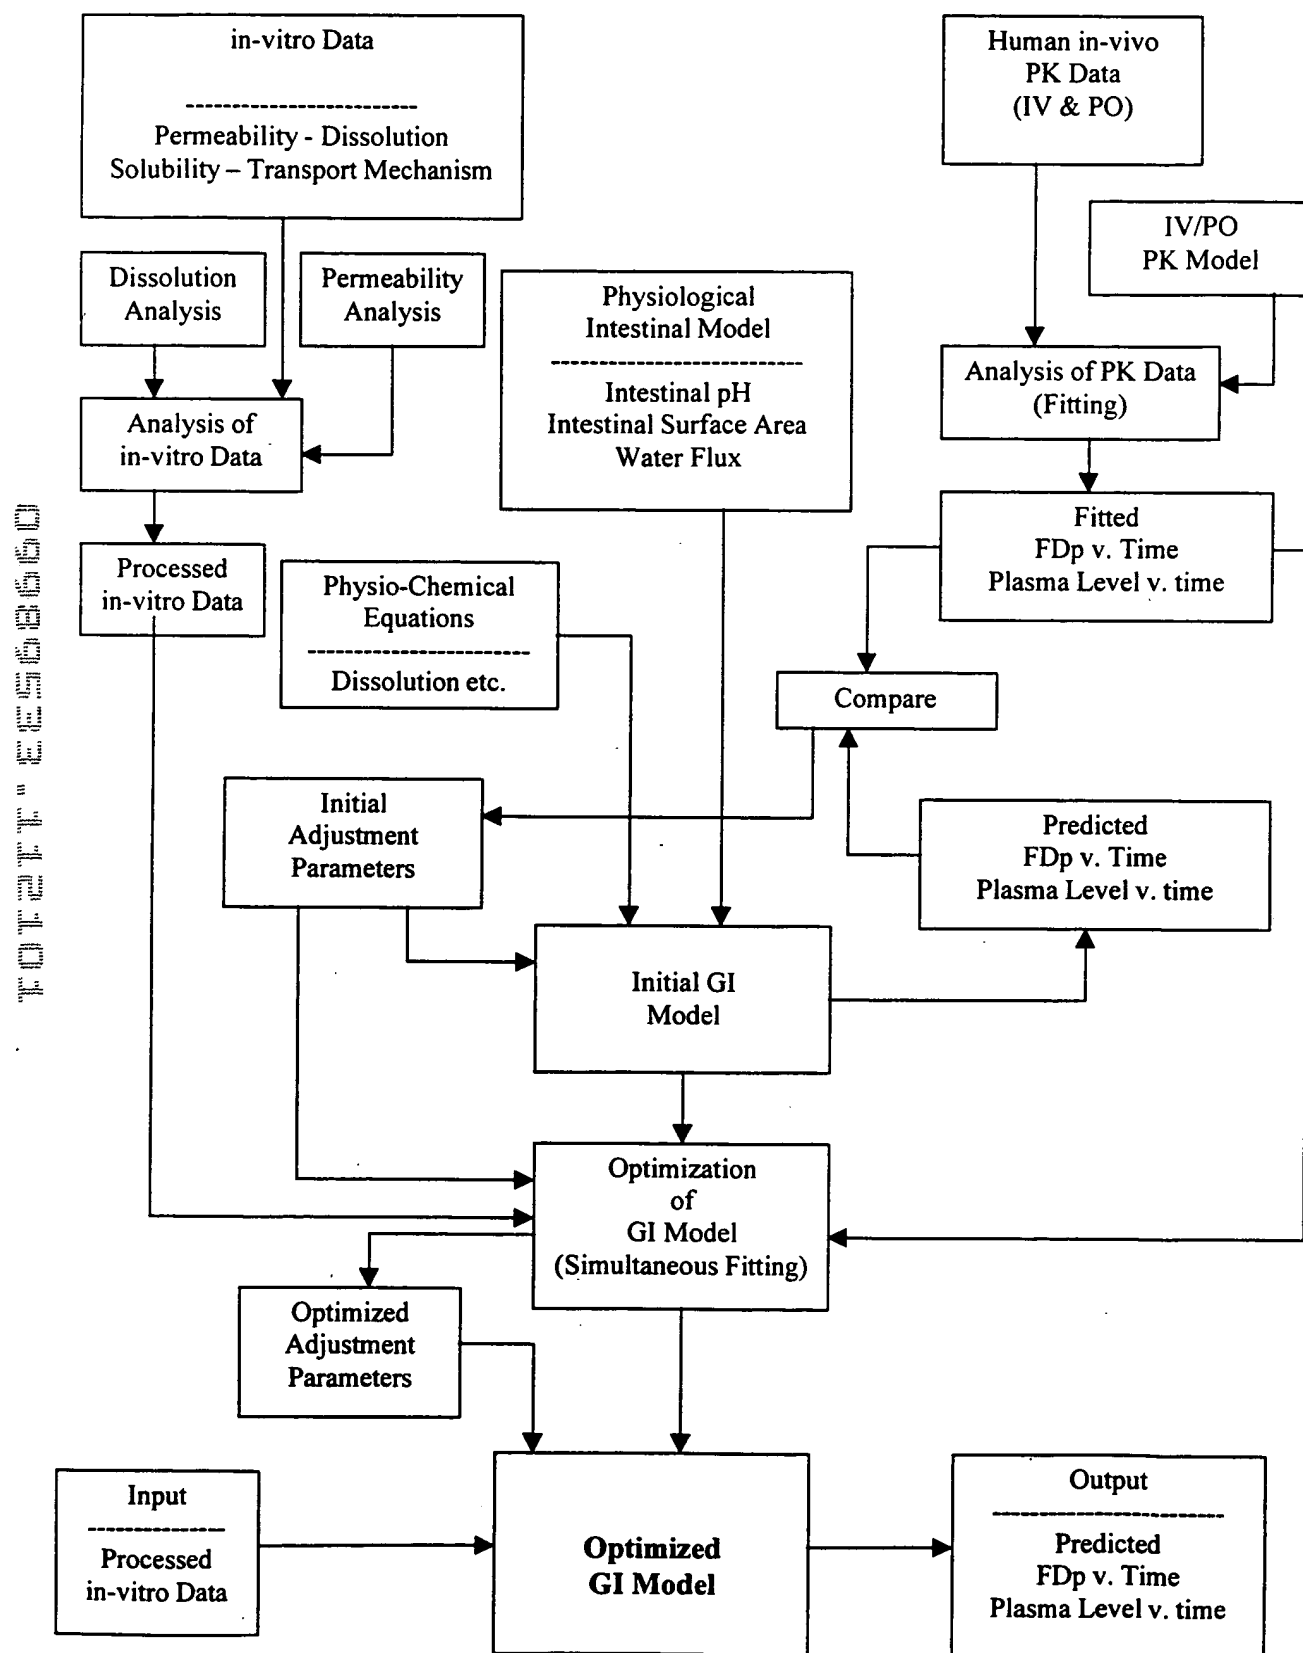 in-vitro Data
Permeability - Dissolution
Solubility – Transport Mechanism
Human in-vivo
PK Data
(IV & PO)
IV/PO
PK Model
Dissolution
Analysis
Permeability
Analysis
Physiological
Intestinal Model
Intestinal pH
Intestinal Surface Area
Water Flux
Analysis of PK Data
(Fitting)
Analysis of
in-vitro Data
Fitted
FDp v. Time
Plasma Level v. time
Processed
in-vitro Data
Physio-Chemical
Equations
Dissolution etc.
Compare
Initial
Adjustment
Parameters
Predicted
FDp v. Time
Plasma Level v. time
Initial GI
Model
Optimization
of
GI Model
(Simultaneous Fitting)
Optimized
Adjustment
Parameters
Input
Processed
in-vitro Data
Optimized
GI Model
Output
Predicted
FDp v. Time
Plasma Level v. time